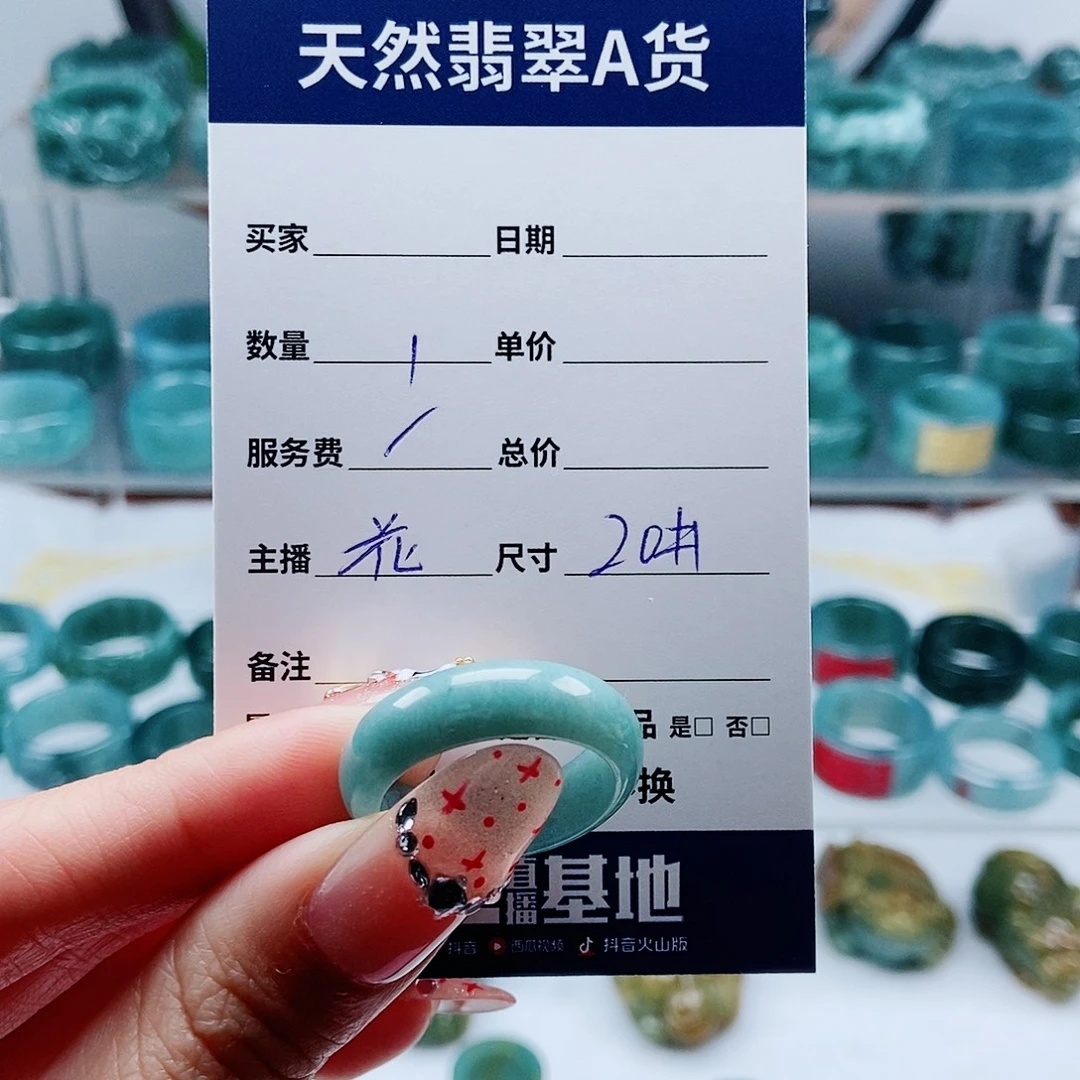 天然翡翠A货
买家 日期
数量 1 单价
服务费 / 总价
主播 花 尺寸 20#
备注
品 是□ 否□
换
直播基地
抖音 西瓜视频 抖音火山版